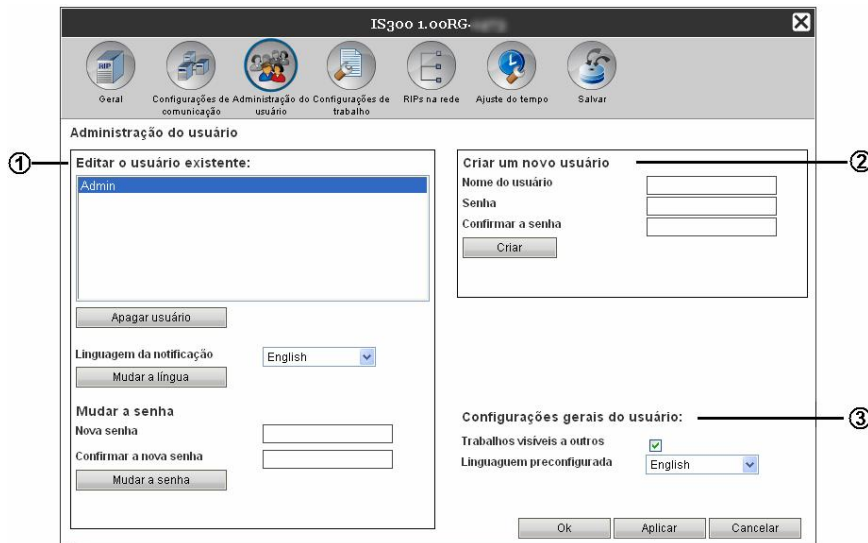 IS300 1.00RG-
RIP
Geral
Configurações de comunicação
Administração do usuário
Configurações de trabalho
RIPs na rede
Ajuste do tempo
Salvar
Administração do usuário
①
Editar o usuário existente:
Admin
Apagar usuário
Linguagem da notificação
English
Mudar a língua
Mudar a senha
Nova senha
Confirmar a nova senha
Mudar a senha
Criar um novo usuário
②
Nome do usuário
Senha
Confirmar a senha
Criar
Configurações gerais do usuário:
③
Trabalhos visíveis a outros
Linguaguem preconfigurada
English
Ok
Aplicar
Cancelar